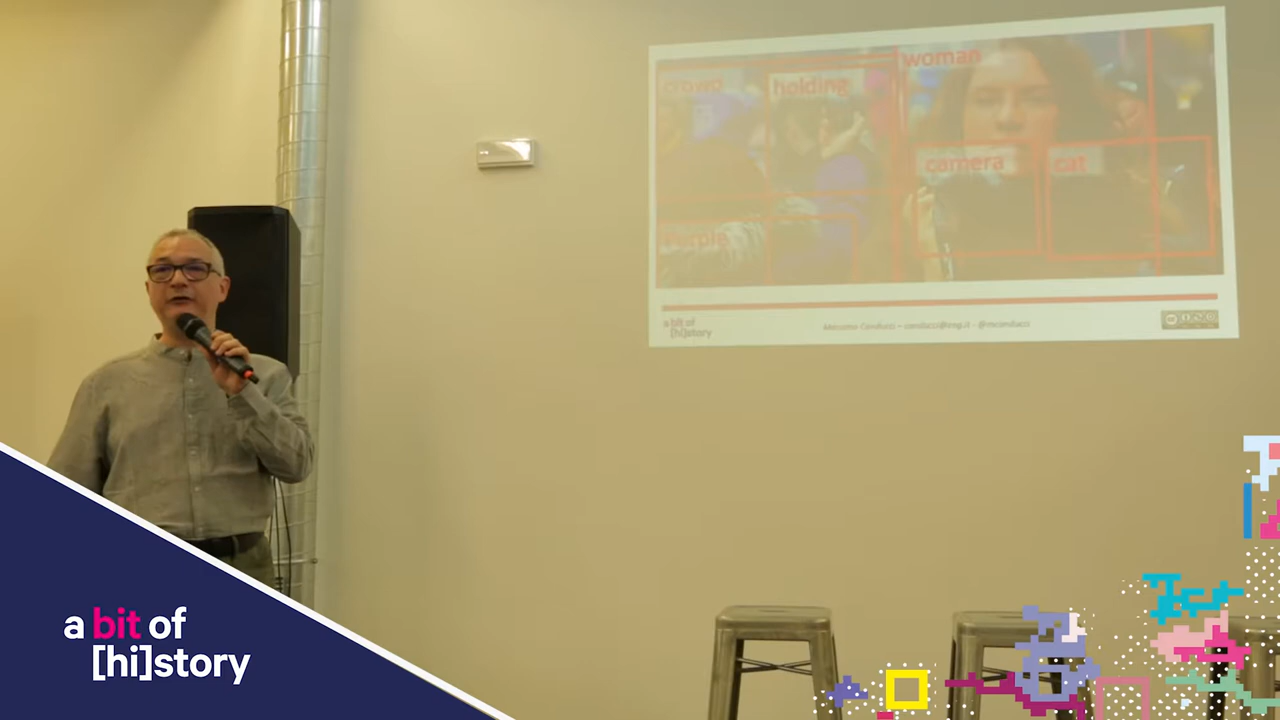 woman
crowd
holding
camera
cat
people
a bit of
[hi]story
a bit of
[hi]story